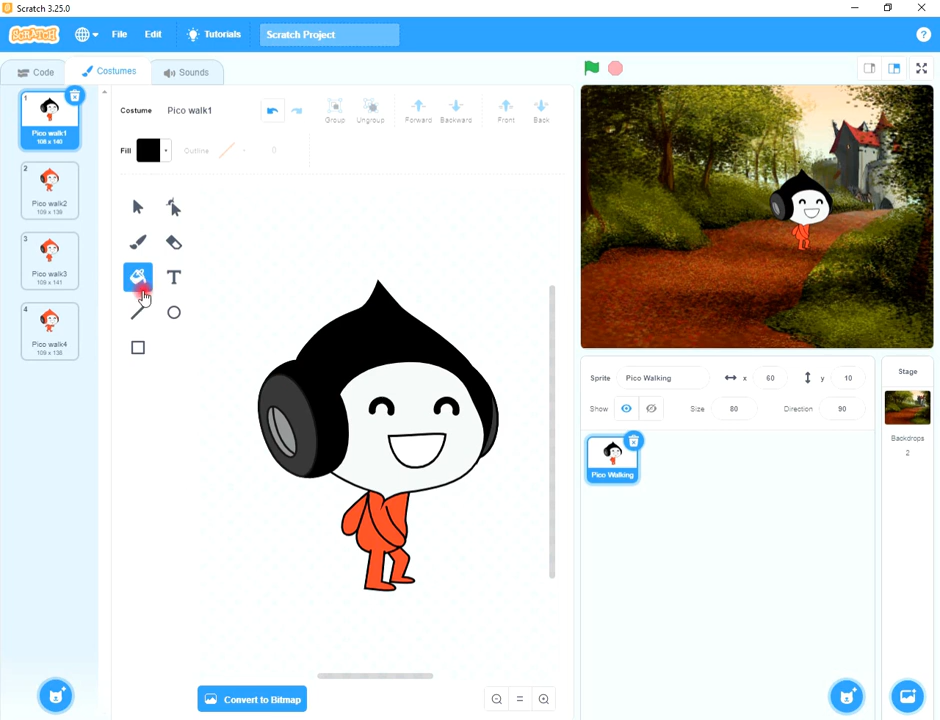 Scratch 3.25.0
SCRATCH File Edit Tutorials Scratch Project ?
Code Costumes Sounds
1
Pico walk1
108 x 140
2
Pico walk2
109 x 139
3
Pico walk3
109 x 141
4
Pico walk4
109 x 138
Costume Pico walk1 Group Ungroup Forward Backward Front Back
Fill Outline 0
T
Convert to Bitmap
Sprite Pico Walking x 60 y 10
Show Size 80 Direction 90
Pico Walking
Stage
Backdrops
2